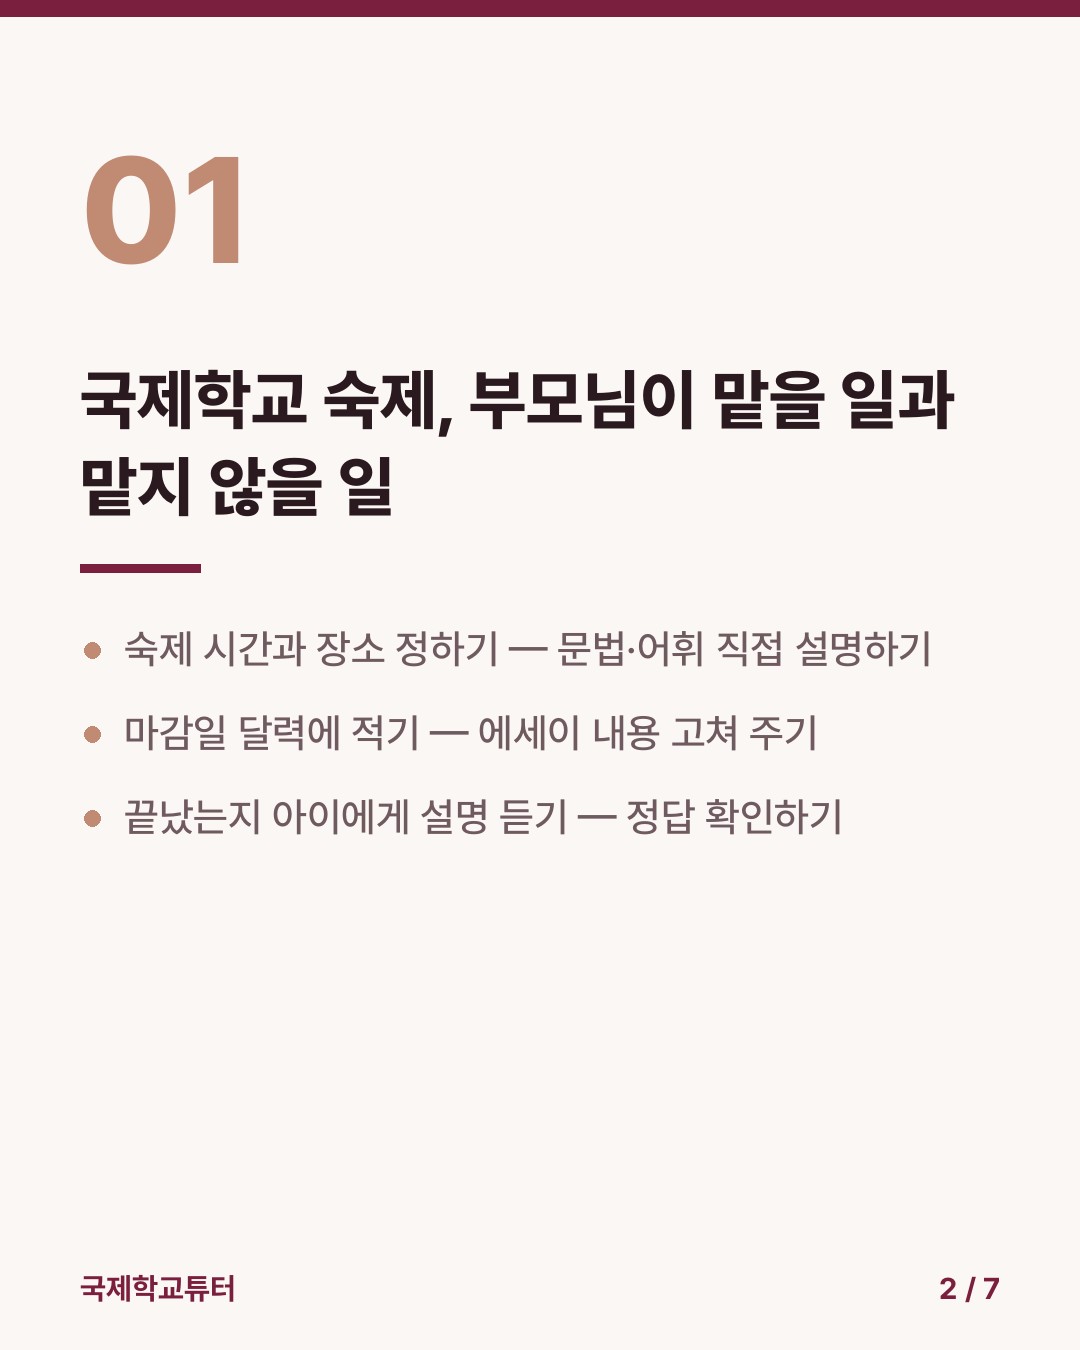 01
국제학교 숙제, 부모님이 맡을 일과
맡지 않을 일
숙제 시간과 장소 정하기 — 문법·어휘 직접 설명하기
마감일 달력에 적기 — 에세이 내용 고쳐 주기
끝났는지 아이에게 설명 듣기 — 정답 확인하기
국제학교튜터
2 / 7